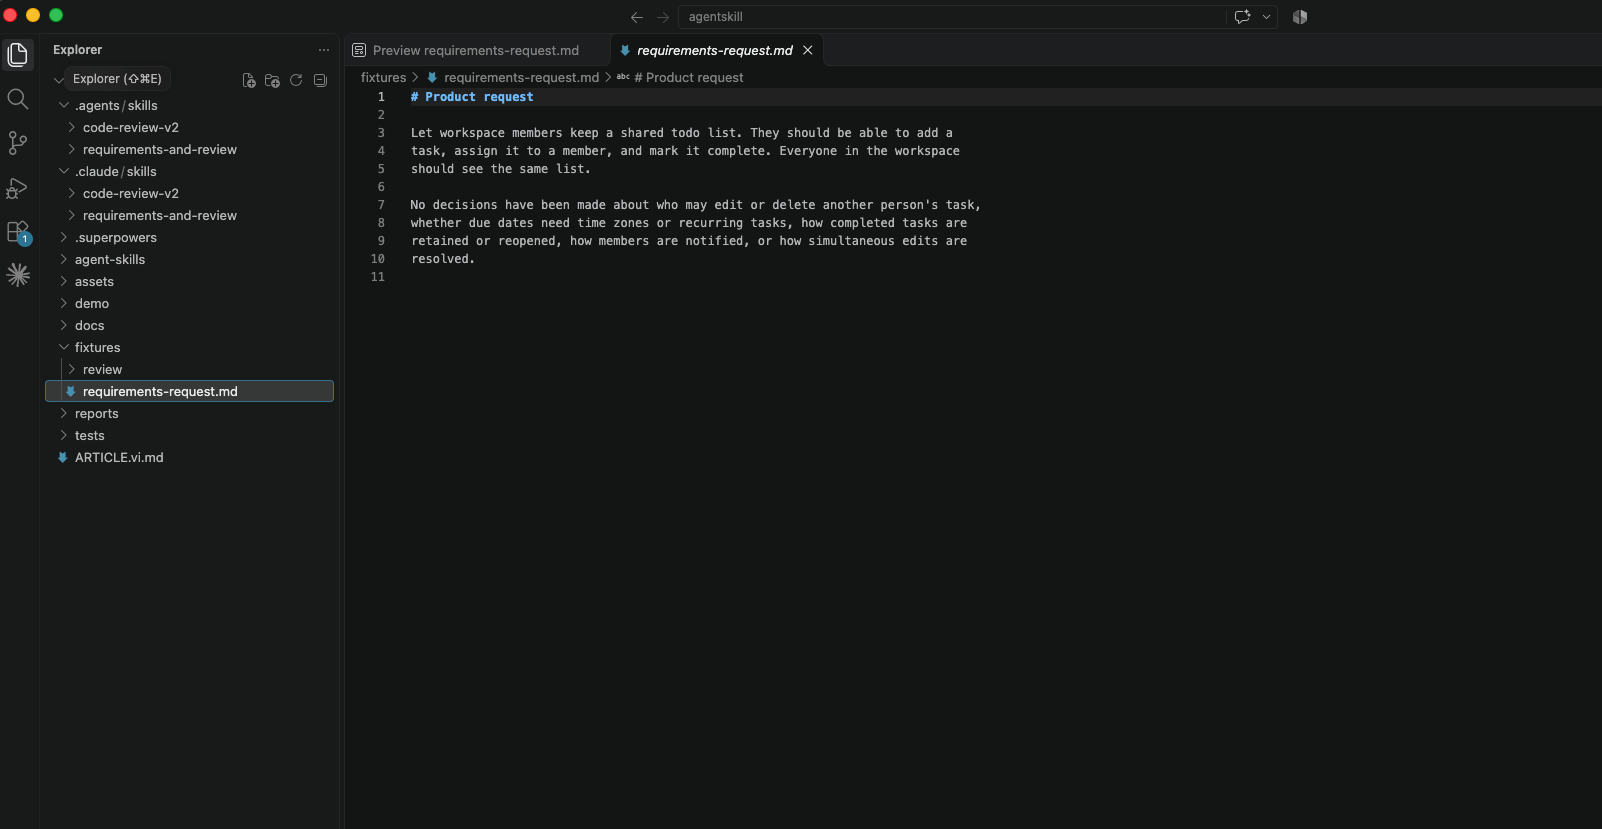 agentskill
Explorer
Explorer (⇧⌘E)
.agents/skills
code-review-v2
requirements-and-review
.claude/skills
code-review-v2
requirements-and-review
.superpowers
agent-skills
assets
demo
docs
fixtures
review
requirements-request.md
reports
tests
ARTICLE.vi.md
1
Preview requirements-request.md
requirements-request.md
fixtures > requirements-request.md > abc # Product request
1 # Product request
2
3 Let workspace members keep a shared todo list. They should be able to add a
4 task, assign it to a member, and mark it complete. Everyone in the workspace
5 should see the same list.
6
7 No decisions have been made about who may edit or delete another person's task,
8 whether due dates need time zones or recurring tasks, how completed tasks are
9 retained or reopened, how members are notified, or how simultaneous edits are
10 resolved.
11